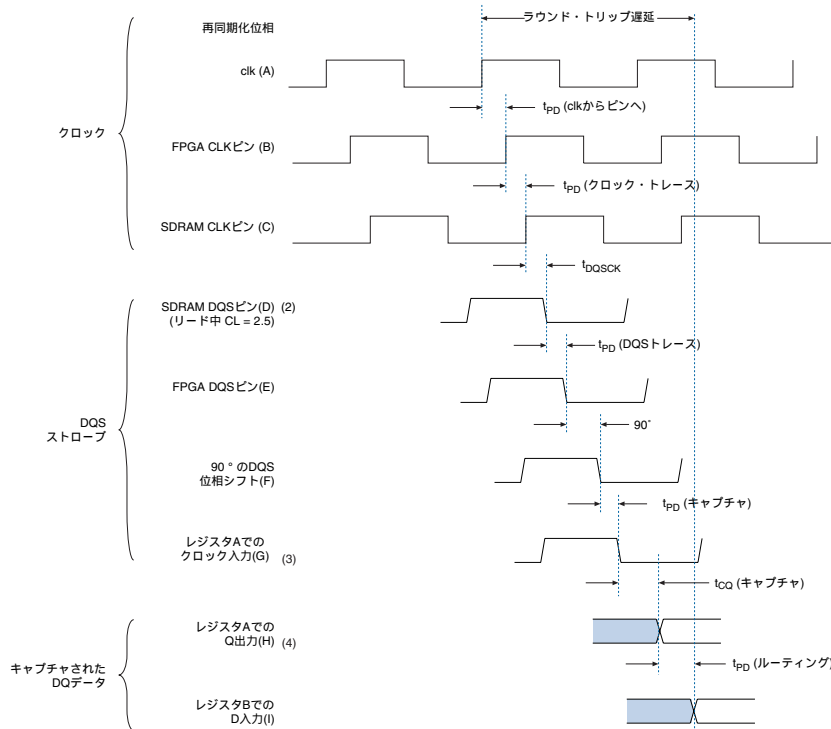 ラウンド・トリップ遅延
再同期化位相
clk (A)
tPD (clkからピンへ)
クロック
FPGA CLKピン (B)
tPD (クロック・トレース)
SDRAM CLKピン (C)
tDQSCK
SDRAM DQSピン(D) (2)
(リード中 CL = 2.5)
tPD (DQSトレース)
FPGA DQSピン(E)
DQS
ストローブ
90°
90 ° のDQS
位相シフト(F)
tPD (キャプチャ)
レジスタAでの
クロック入力(G) (3)
tCQ (キャプチャ)
レジスタAでの
Q出力(H) (4)
キャプチャされた
DQデータ
tPD (ルーティング)
レジスタBでの
D入力(I)